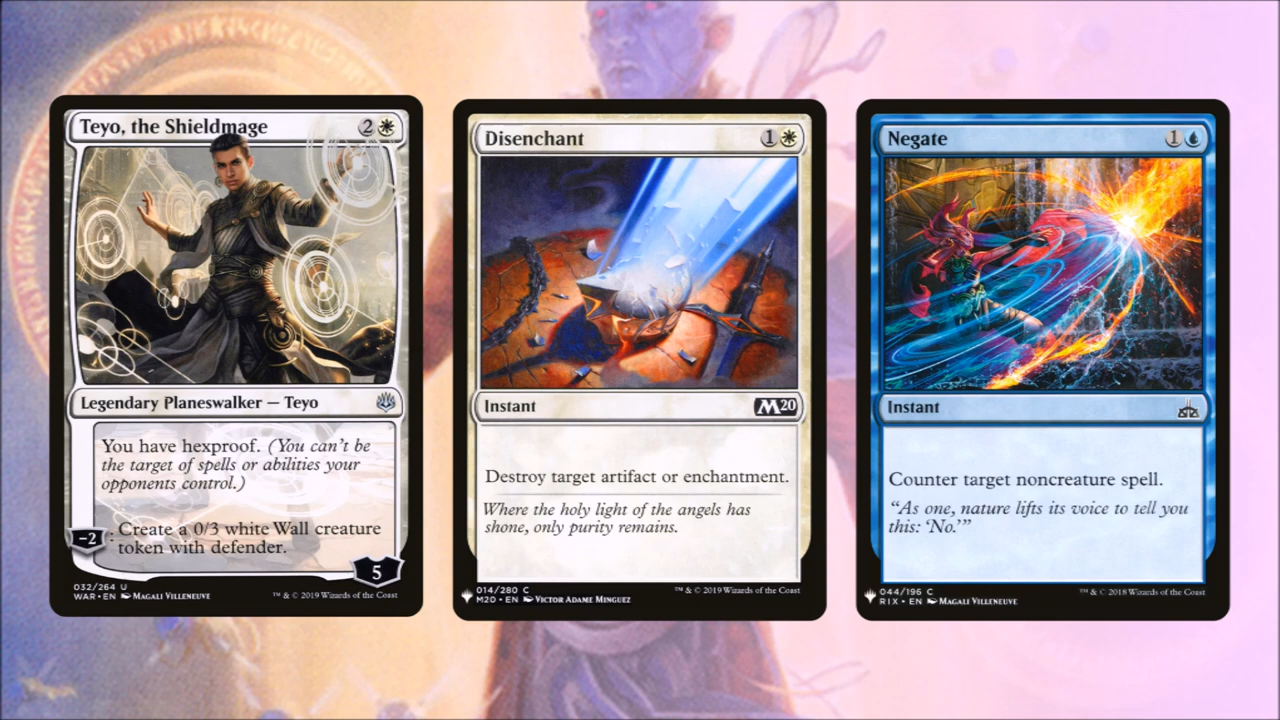 Teyo, the Shieldmage 2
Legendary Planeswalker — Teyo
You have hexproof. (You can't be
the target of spells or abilities your
opponents control.)
-2 : Create a 0/3 white Wall creature
token with defender.
5
032/264 U
WAR • EN Magali Villeneuve ™ & © 2019 Wizards of the Coast
Disenchant 1
Instant M20
Destroy target artifact or enchantment.
Where the holy light of the angels has
shone, only purity remains.
014/280 C ™ & © 2019 Wizards of the Coast
M20 • EN Victor Adame Minguez
Negate 1
Instant
Counter target noncreature spell.
"As one, nature lifts its voice to tell you
this: 'No.'"
044/196 C ™ & © 2018 Wizards of the Coast
RIX • EN Magali Villeneuve